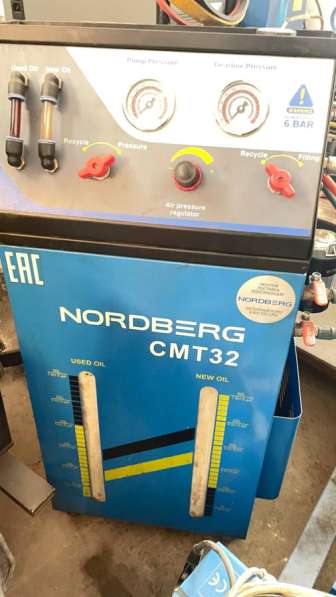 Used Oil New Oil
Pump Pressure
Gearbox Pressure
WARNING
6 BAR
Recycle Pressure
Recycle Filling
Air pressure
regulator
EAC
NORDBERG
CMT32
NORDBERG
USED OIL
NEW OIL